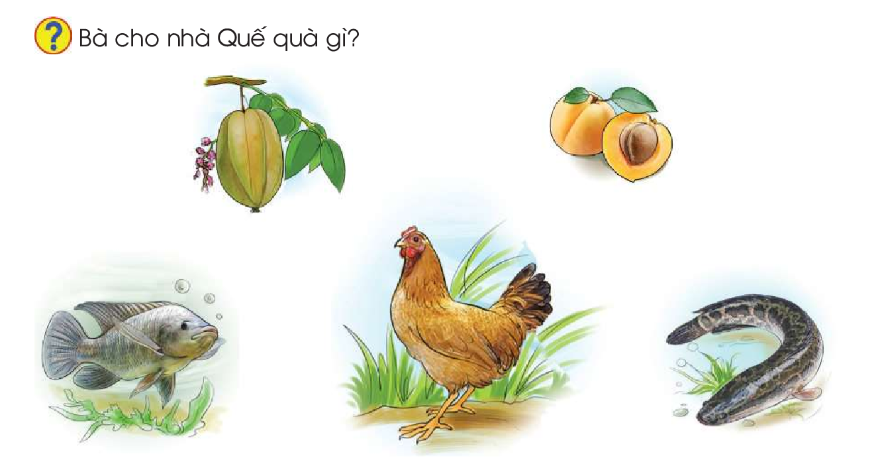 ? Bà cho nhà Quế quà gì?